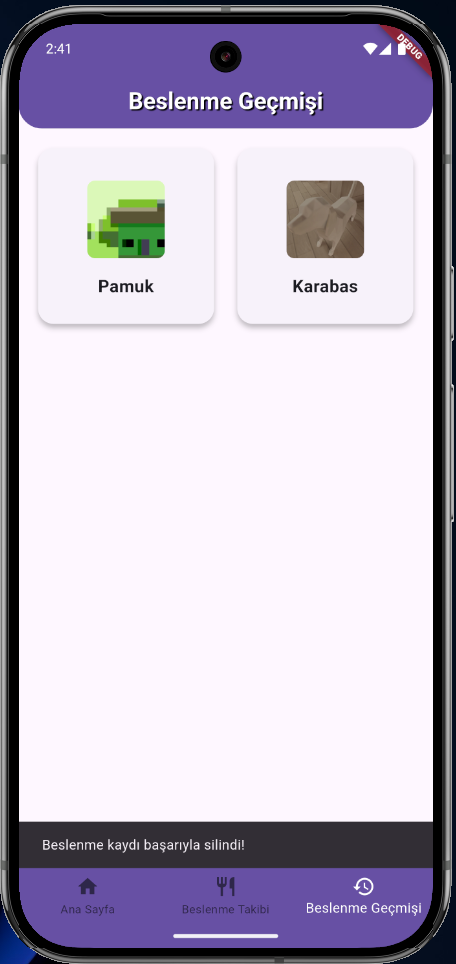 2:41
DEBUG
Beslenme Geçmişi
Pamuk
Karabas
Beslenme kaydı başarıyla silindi!
Ana Sayfa
Beslenme Takibi
Beslenme Geçmişi